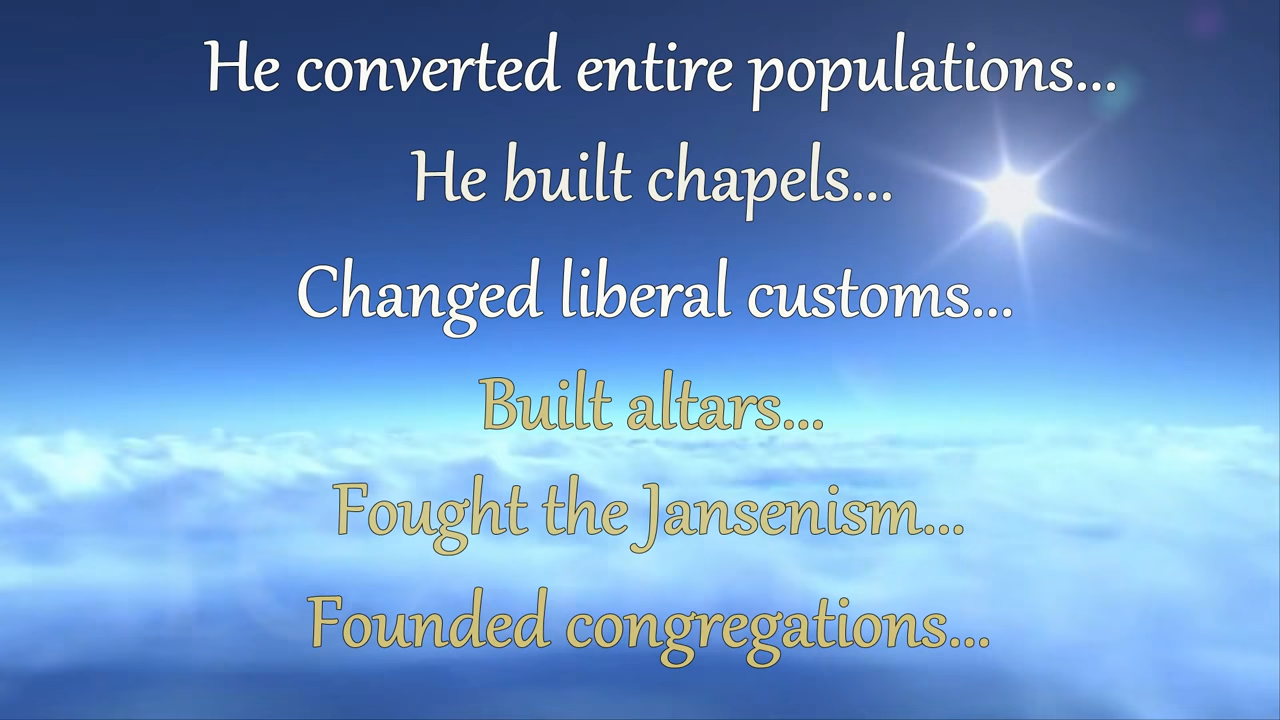 He converted entire populations...
He built chapels...
Changed liberal customs...
Built altars...
Fought the Jansenism...
Founded congregations...